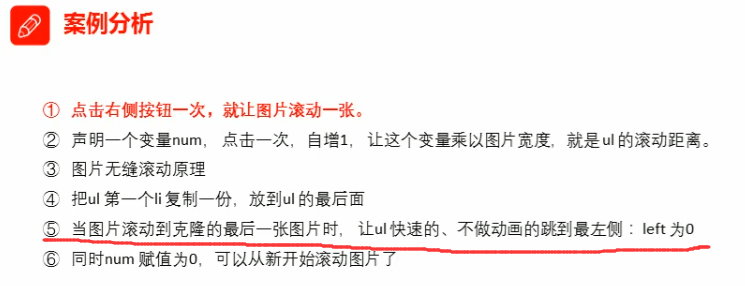 案例分析
① 点击右侧按钮一次，就让图片滚动一张。
② 声明一个变量num， 点击一次，自增1， 让这个变量乘以图片宽度，就是ul 的滚动距离。
③ 图片无缝滚动原理
④ 把ul 第一个li 复制一份，放到ul 的最后面
⑤ 当图片滚动到克隆的最后一张图片时， 让ul 快速的、不做动画的跳到最左侧： left 为0
⑥ 同时num 赋值为0，可以从新开始滚动图片了